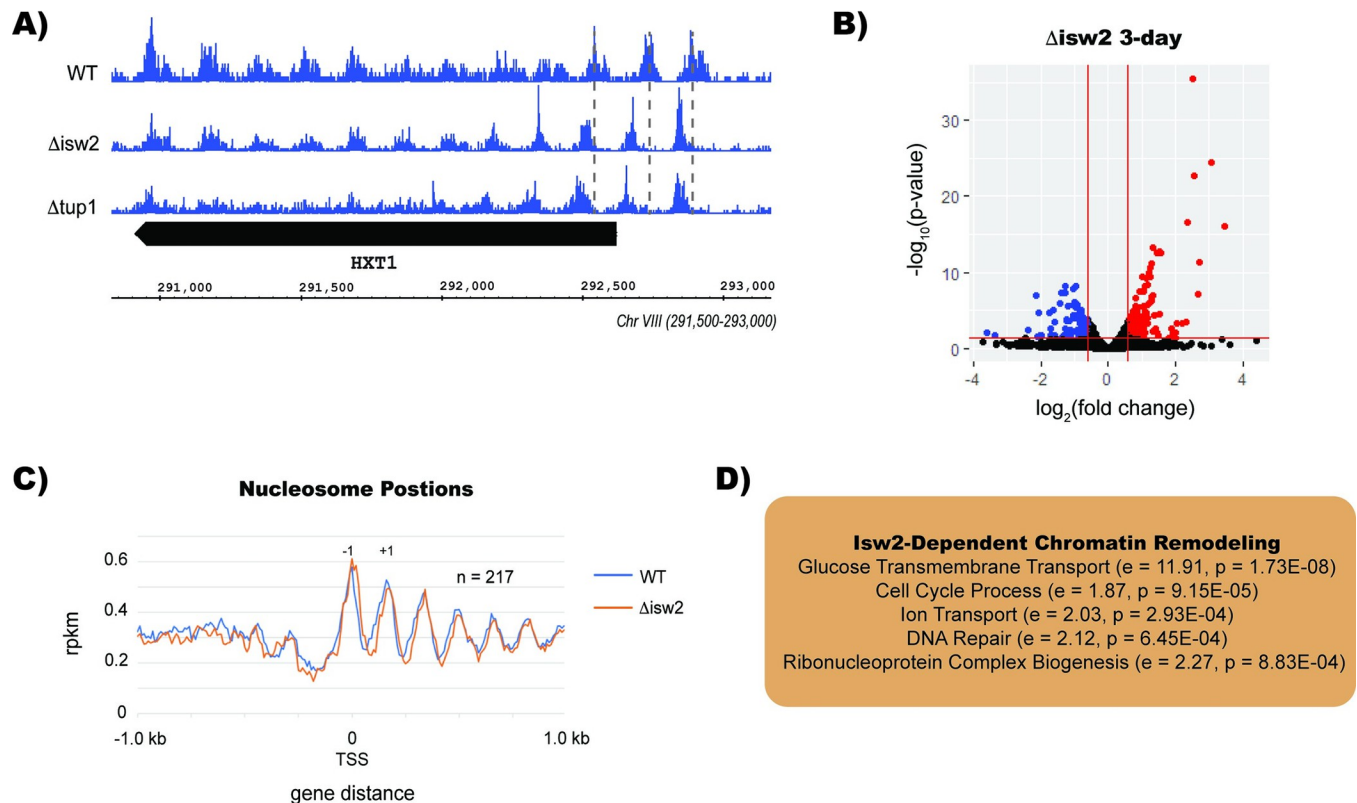 A)
WT
Δisw2
Δtup1
HXT1
291,000 291,500 292,000 292,500 293,000
Chr VIII (291,500-293,000)
B)
Δisw2 3-day
-log10(p-value)
30
20
10
0
-4 -2 0 2 4
log2(fold change)
C)
Nucleosome Postions
rpkm
0.6
0.4
0.2
0
-1 +1
n = 217
WT
Δisw2
-1.0 kb 0 1.0 kb
TSS
gene distance
D)
Isw2-Dependent Chromatin Remodeling
Glucose Transmembrane Transport (e = 11.91, p = 1.73E-08)
Cell Cycle Process (e = 1.87, p = 9.15E-05)
Ion Transport (e = 2.03, p = 2.93E-04)
DNA Repair (e = 2.12, p = 6.45E-04)
Ribonucleoprotein Complex Biogenesis (e = 2.27, p = 8.83E-04)